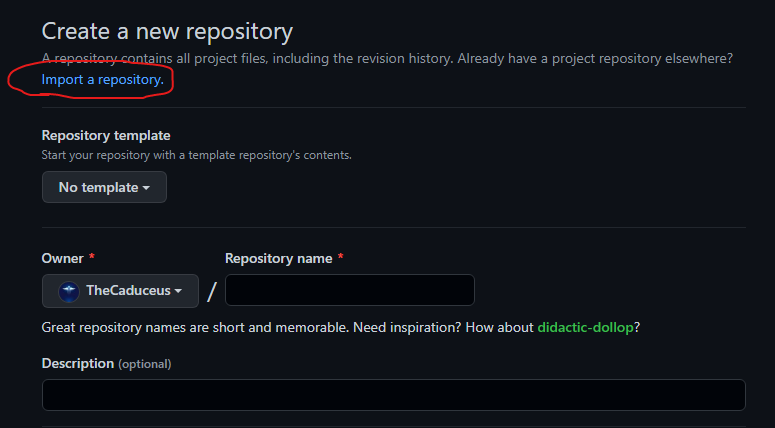 Create a new repository
A repository contains all project files, including the revision history. Already have a project repository elsewhere?
Import a repository.
Repository template
Start your repository with a template repository's contents.
No template
Owner *
Repository name *
TheCaduceus
/
Great repository names are short and memorable. Need inspiration? How about didactic-dollop?
Description (optional)